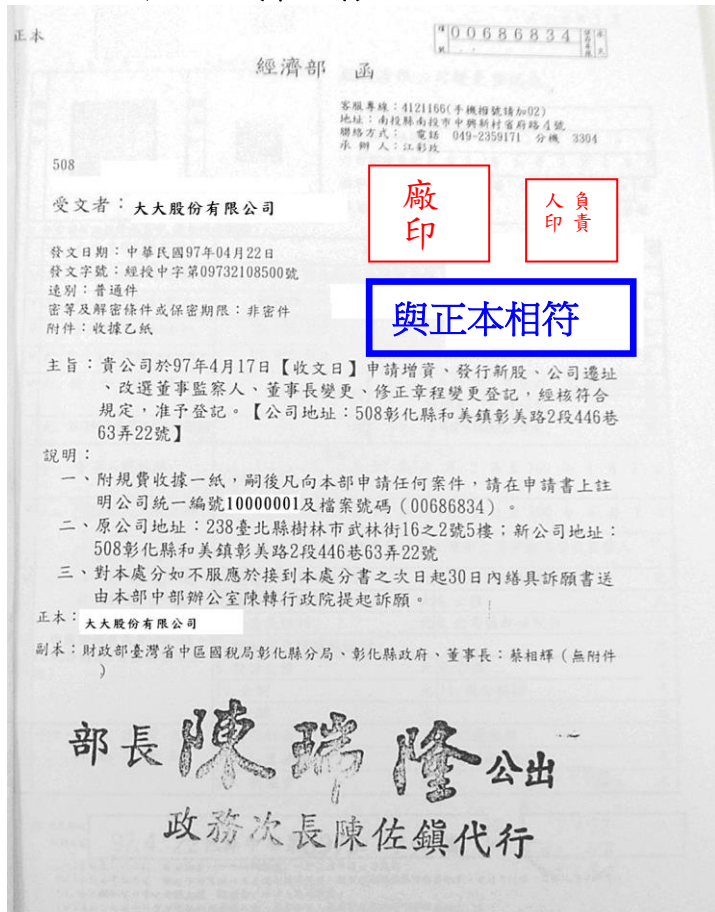 正本
檔號 00686834
經濟部 函
客服專線：4121166(手機撥號請加02)
地址：南投縣南投市中興新村省府路4號
聯絡方式： 電話 049-2359171 分機 3304
承辦人：江彩玫
508
受文者：大大股份有限公司
廠印
負責人印
發文日期：中華民國97年04月22日
發文字號：經授中字第09732108500號
速別：普通件
密等及解密條件或保密期限：非密件
附件：收據乙紙
與正本相符
主旨：貴公司於97年4月17日【收文日】申請增資、發行新股、公司遷址
、改選董事監察人、董事長變更、修正章程變更登記，經核符合
規定，准予登記。【公司地址：508彰化縣和美鎮彰美路2段446巷
63弄22號】
說明：
一、附規費收據一紙，嗣後凡向本部申請任何案件，請在申請書上註
明公司統一編號10000001及檔案號碼（00686834）。
二、原公司地址：238臺北縣樹林市武林街16之2號5樓；新公司地址：
508彰化縣和美鎮彰美路2段446巷63弄22號
三、對本處分如不服應於接到本處分書之次日起30日內繕具訴願書送
由本部中部辦公室陳轉行政院提起訴願。
正本：大大股份有限公司
副本：財政部臺灣省中區國稅局彰化縣分局、彰化縣政府、董事長：蔡相輝（無附件
）
部長陳瑞隆公出
政務次長陳佐鎮代行